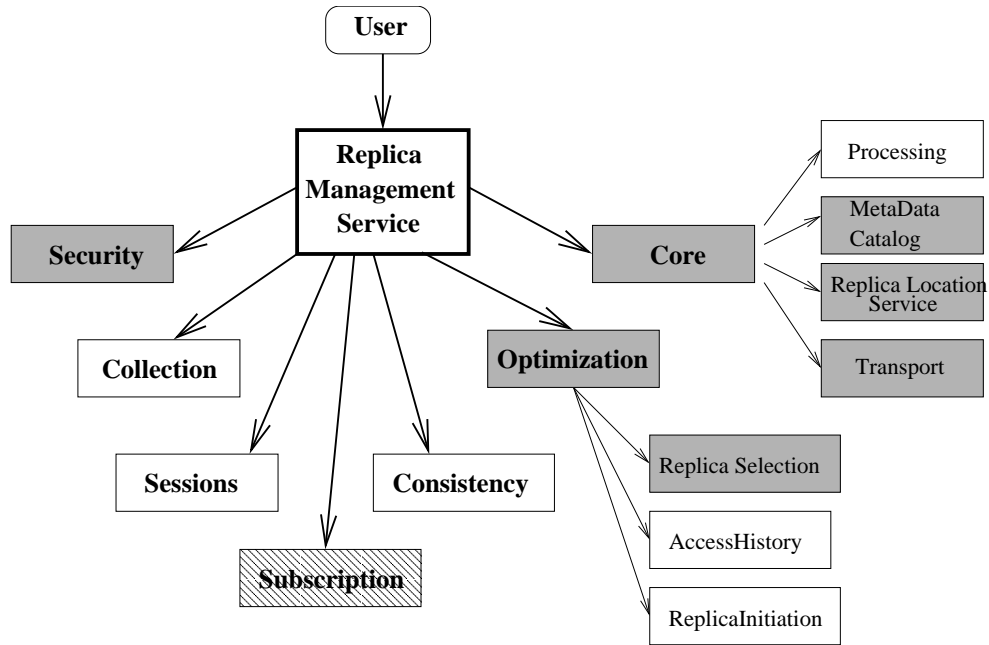 User
Replica
Management
Service
Processing
MetaData
Catalog
Security
Core
Replica Location
Service
Collection
Optimization
Transport
Sessions
Consistency
Replica Selection
AccessHistory
Subscription
ReplicaInitiation